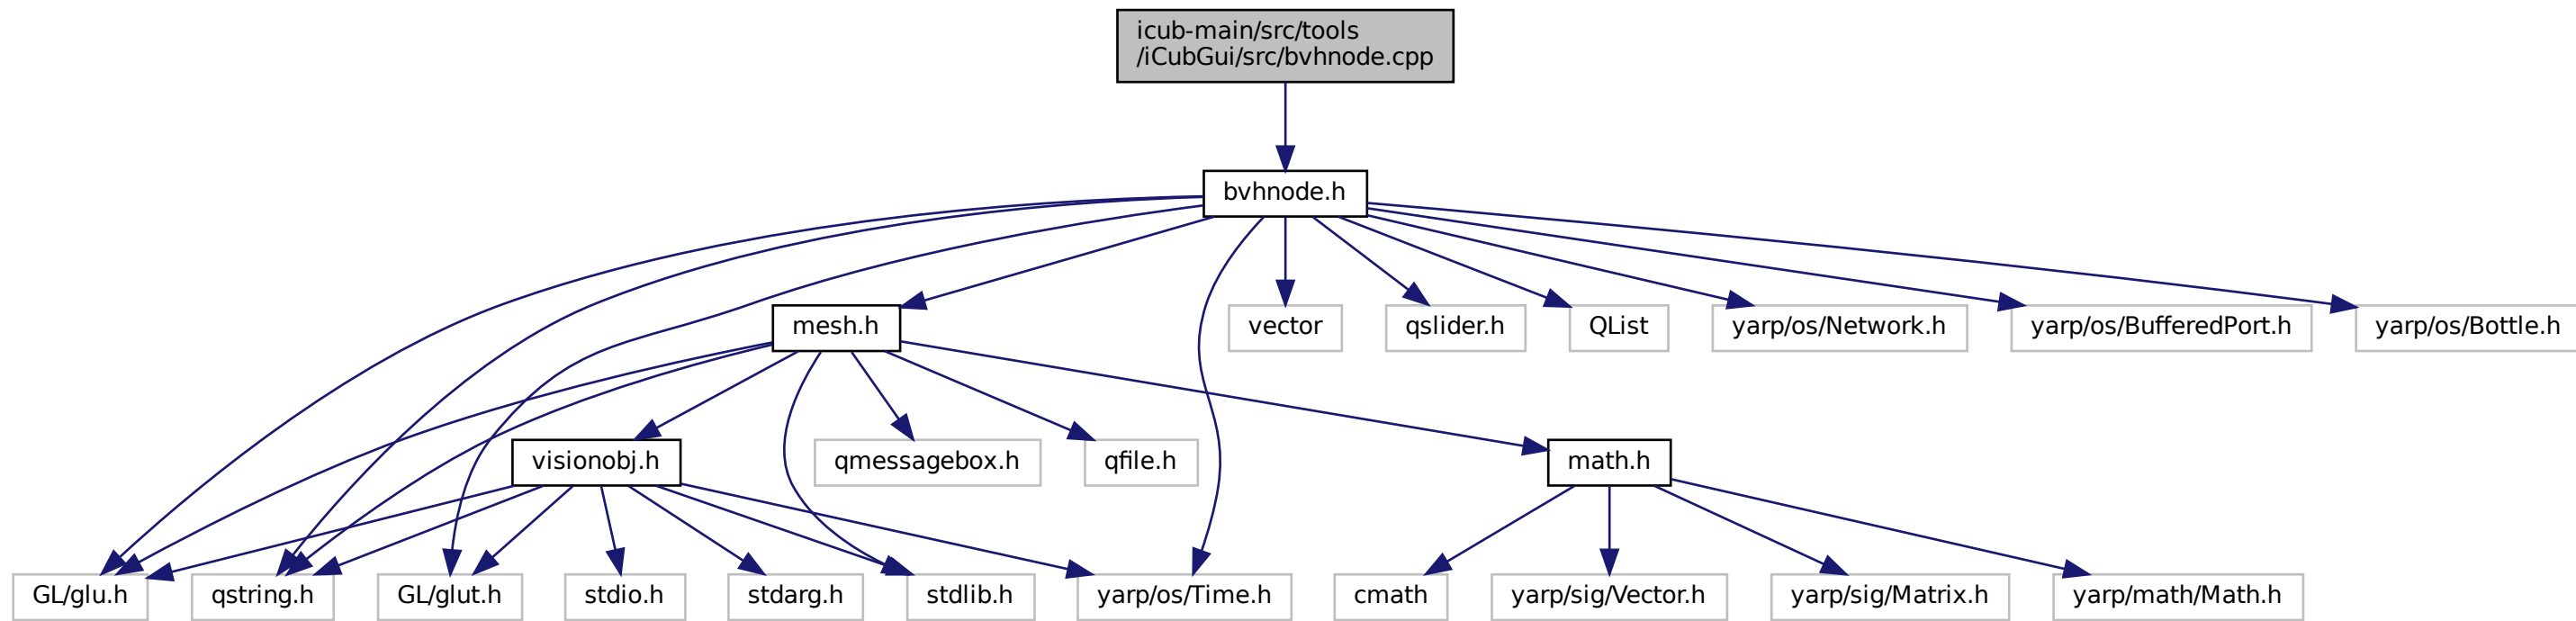 icub-main/src/tools
/iCubGui/src/bvhnode.cpp
bvhnode.h
mesh.h
vector
qslider.h
QList
yarp/os/Network.h
yarp/os/BufferedPort.h
yarp/os/Bottle.h
visionobj.h
qmessagebox.h
qfile.h
math.h
GL/glu.h
qstring.h
GL/glut.h
stdio.h
stdarg.h
stdlib.h
yarp/os/Time.h
cmath
yarp/sig/Vector.h
yarp/sig/Matrix.h
yarp/math/Math.h